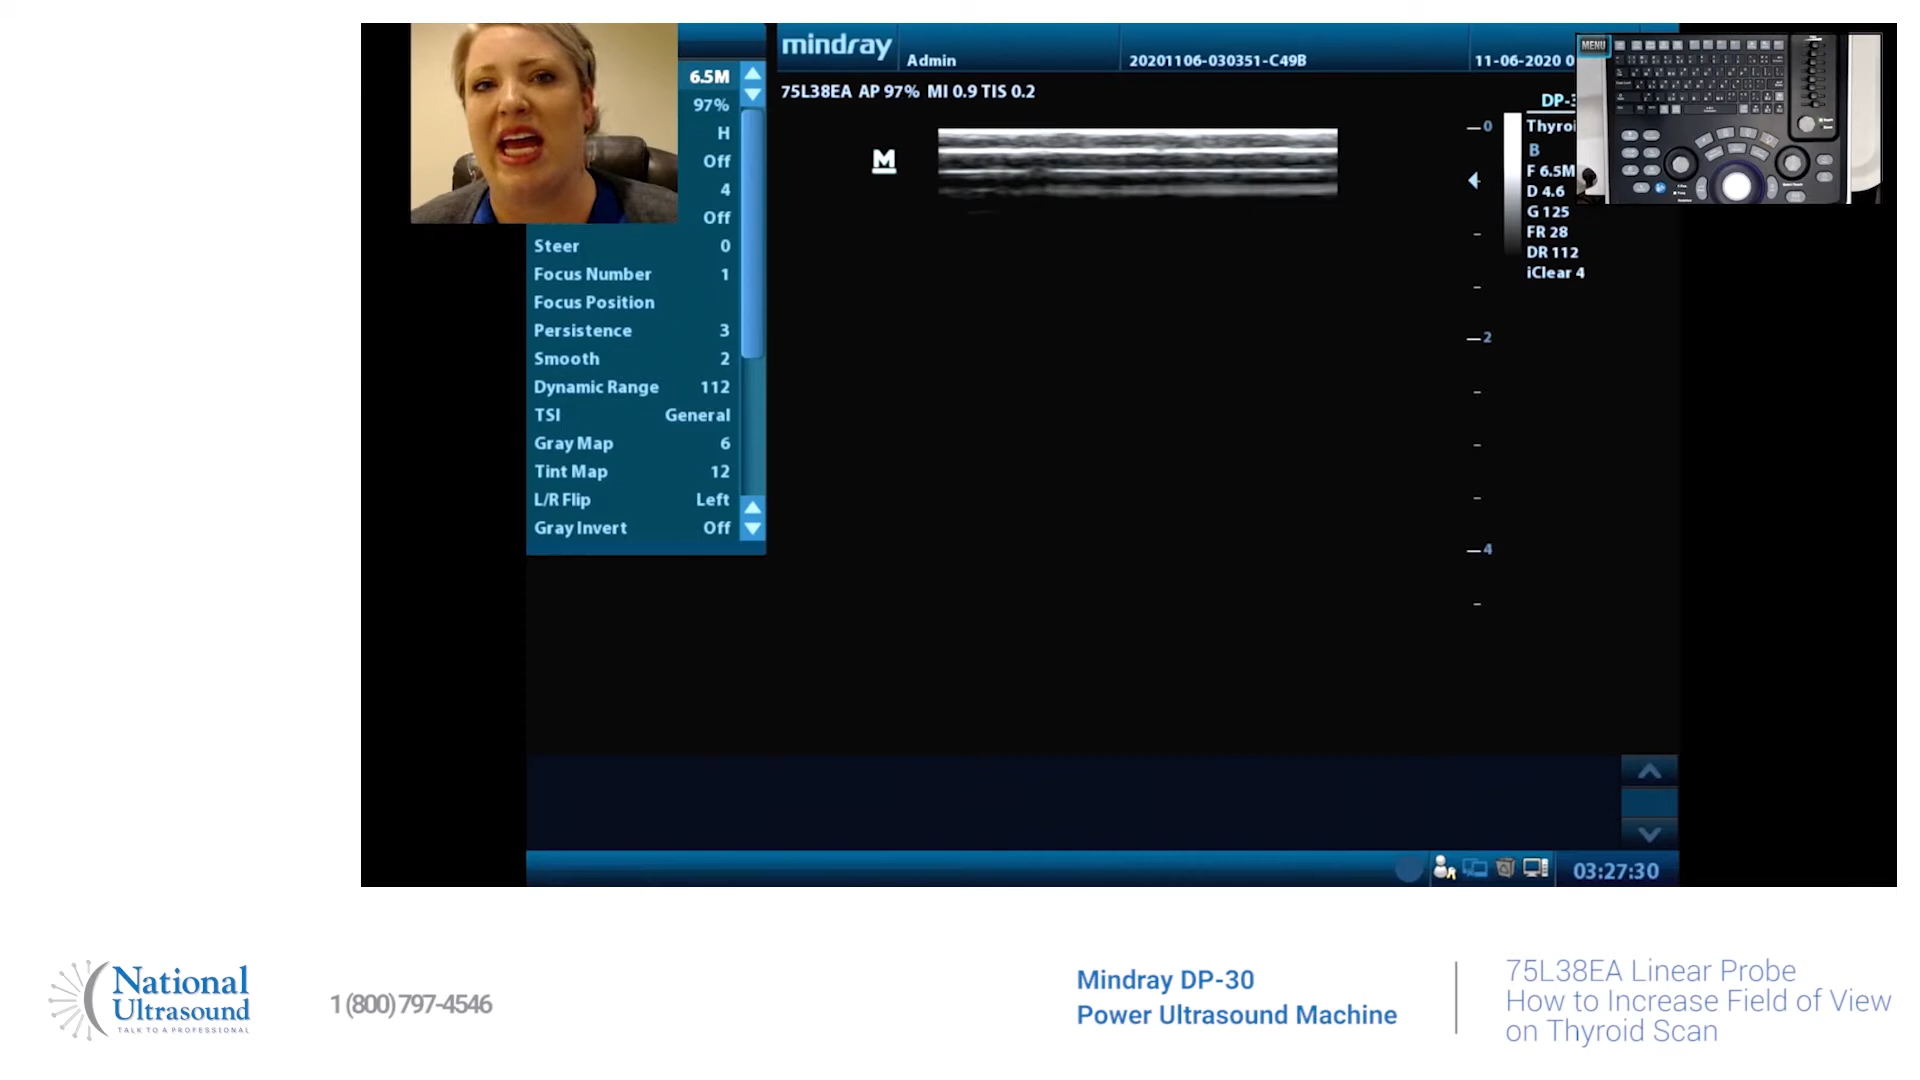 mindray
Admin
20201106-030351-C49B
11-06-2020 0
MENU
75L38EA AP 97% MI 0.9 TIS 0.2
M
6.5M
97%
H
Off
4
Off
Steer 0
Focus Number 1
Focus Position
Persistence 3
Smooth 2
Dynamic Range 112
TSI General
Gray Map 6
Tint Map 12
L/R Flip Left
Gray Invert Off
0
2
4
DP-3
Thyroi
B
F 6.5M
D 4.6
G 125
FR 28
DR 112
iClear 4
03:27:30
National
Ultrasound
TALK TO A PROFESSIONAL
1 (800) 797-4546
Mindray DP-30
Power Ultrasound Machine
75L38EA Linear Probe
How to Increase Field of View
on Thyroid Scan